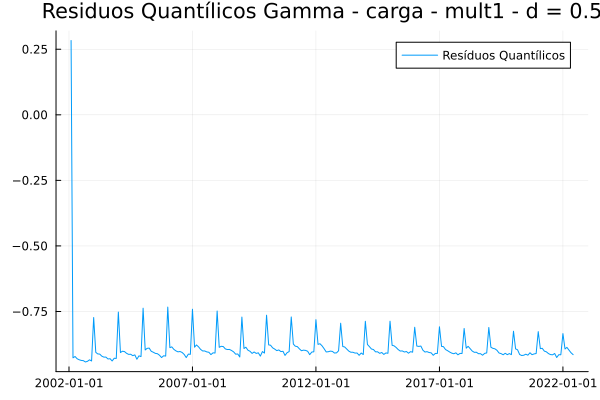 Residuos Quantílicos Gamma - carga - mult1 - d = 0.5
Resíduos Quantílicos
0.25
0.00
−0.25
−0.50
−0.75
2002-01-01 2007-01-01 2012-01-01 2017-01-01 2022-01-01